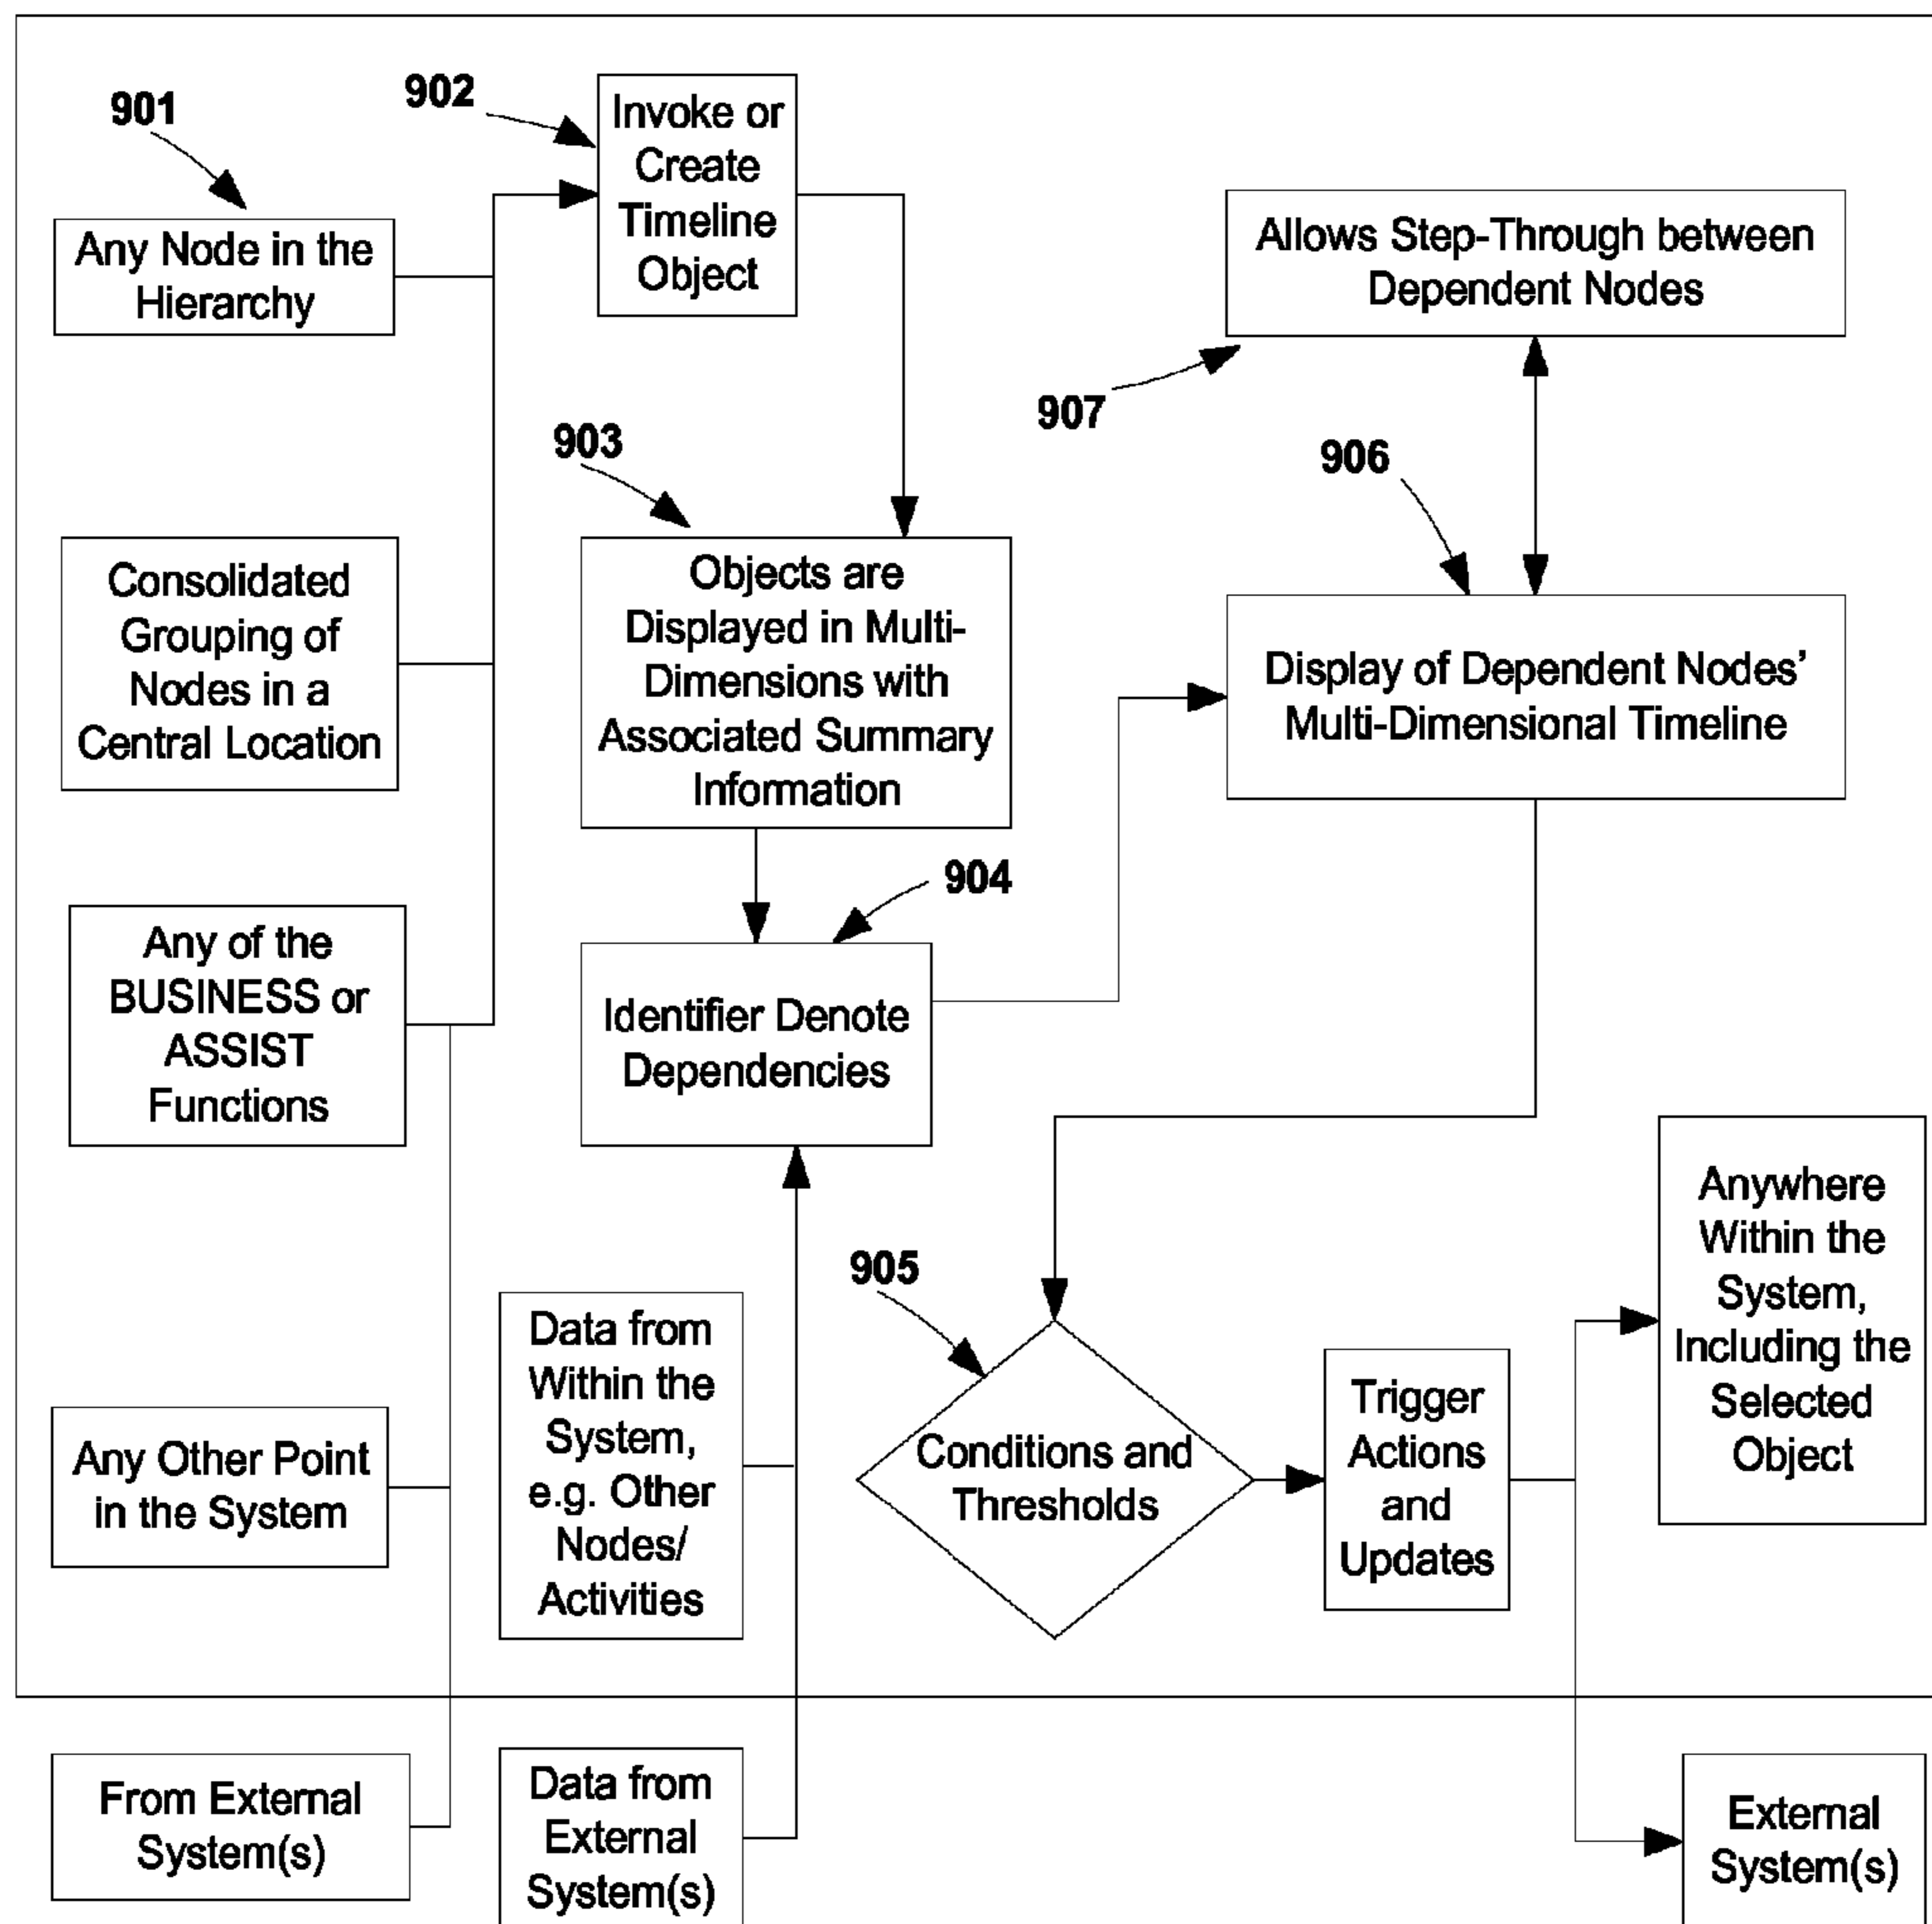 901
Any Node in the
Hierarchy
902
Invoke or
Create
Timeline
Object
Allows Step-Through between
Dependent Nodes
907
903
906
Consolidated
Grouping of
Nodes in a
Central Location
Objects are
Displayed in Multi-
Dimensions with
Associated Summary
Information
Display of Dependent Nodes'
Multi-Dimensional Timeline
904
Any of the
BUSINESS or
ASSIST
Functions
Identifier Denote
Dependencies
905
Any Other Point
in the System
Data from
Within the
System,
e.g. Other
Nodes/
Activities
Conditions and
Thresholds
Trigger
Actions
and
Updates
Anywhere
Within the
System,
Including the
Selected
Object
From External
System(s)
Data from
External
System(s)
External
System(s)